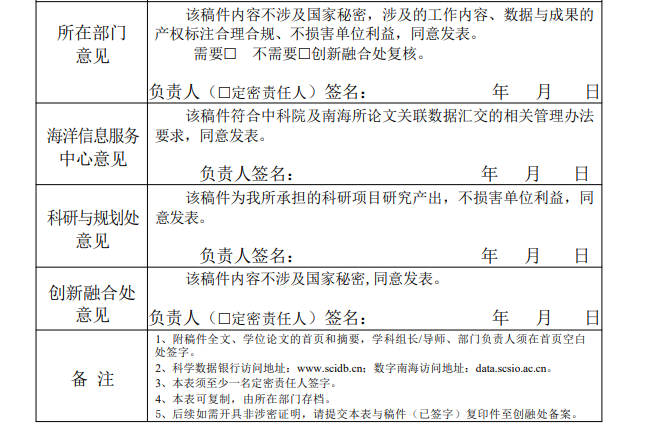 所在部门
意见
该稿件内容不涉及国家秘密，涉及的工作内容、数据与成果的
产权标注合理合规、不损害单位利益，同意发表。
需要□ 不需要□创新融合处复核。
负责人（□定密责任人）签名： 年 月 日
海洋信息服务
中心意见
该稿件符合中科院及南海所论文关联数据汇交的相关管理办法
要求，同意发表。
负责人签名： 年 月 日
科研与规划处
意见
该稿件为我所承担的科研项目研究产出，不损害单位利益，同
意发表。
负责人签名： 年 月 日
创新融合处
意见
该稿件内容不涉及国家秘密,同意发表。
负责人（□定密责任人）签名： 年 月 日
备 注
1、附稿件全文、学位论文的首页和摘要，学科组长/导师、部门负责人须在首页空白
处签字。
2、科学数据银行访问地址：www.scidb.cn；数字南海访问地址：data.scsio.ac.cn。
3、本表须至少一名定密责任人签字。
4、本表可复制，由所在部门存档。
5、后续如需开具非涉密证明，请提交本表与稿件（已签字）复印件至创融处备案。